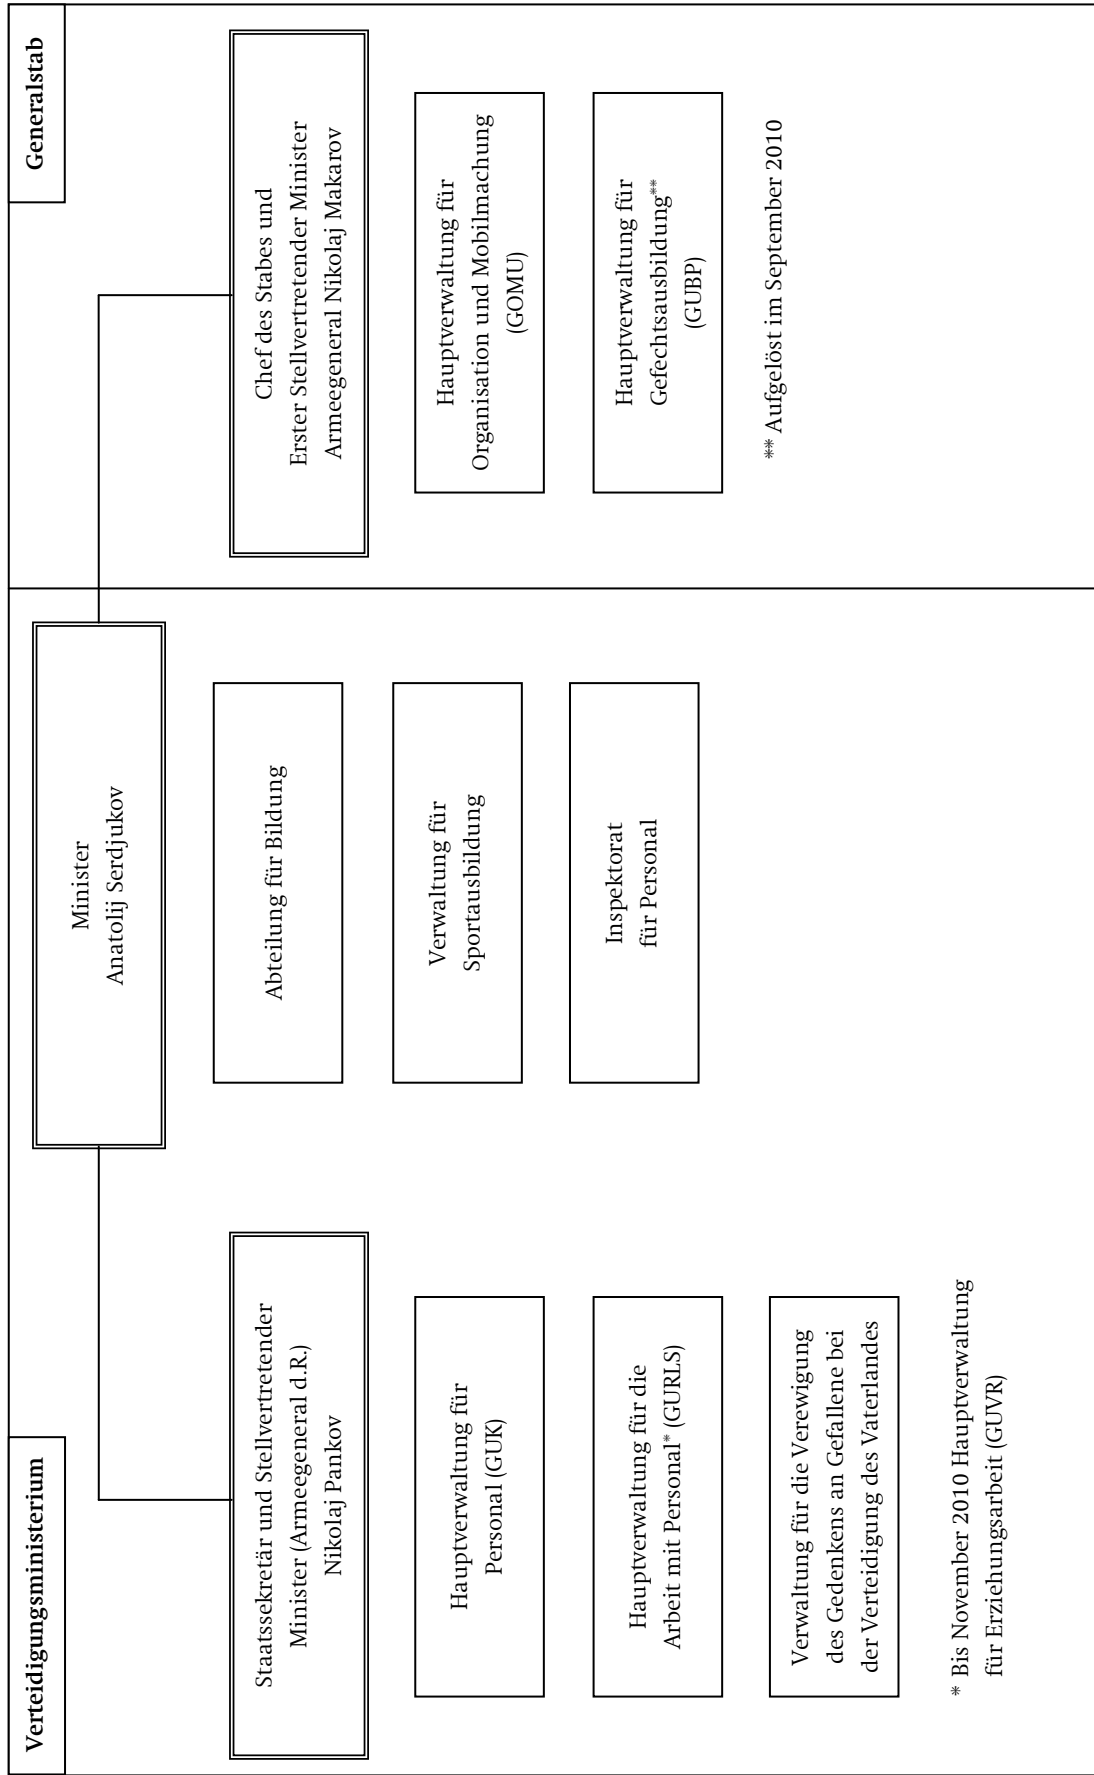 Verteidigungsministerium
Generalstab
Minister
Anatolij Serdjukov
Staatssekretär und Stellvertretender
Minister (Armeegeneral d.R.)
Nikolaj Pankov
Hauptverwaltung für
Personal (GUK)
Hauptverwaltung für die
Arbeit mit Personal* (GURLS)
Verwaltung für die Verewigung
des Gedenkens an Gefallene bei
der Verteidigung des Vaterlandes
* Bis November 2010 Hauptverwaltung
für Erziehungsarbeit (GUVR)
Abteilung für Bildung
Verwaltung für
Sportausbildung
Inspektorat
für Personal
Chef des Stabes und
Erster Stellvertretender Minister
Armeegeneral Nikolaj Makarov
Hauptverwaltung für
Organisation und Mobilmachung
(GOMU)
Hauptverwaltung für
Gefechtsausbildung**
(GUBP)
** Aufgelöst im September 2010